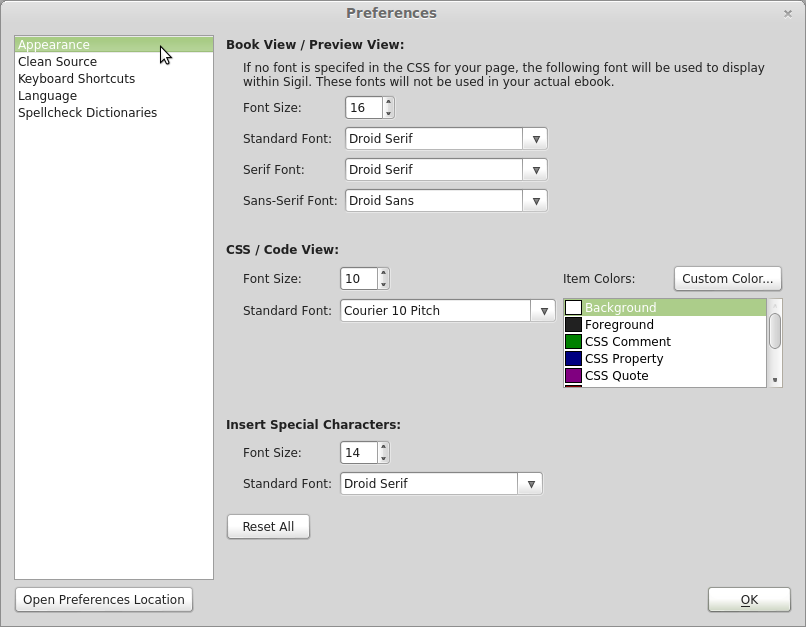 Preferences
Appearance
Clean Source
Keyboard Shortcuts
Language
Spellcheck Dictionaries
Book View / Preview View:
If no font is specifed in the CSS for your page, the following font will be used to display
within Sigil. These fonts will not be used in your actual ebook.
Font Size: 16
Standard Font: Droid Serif
Serif Font: Droid Serif
Sans-Serif Font: Droid Sans
CSS / Code View:
Font Size: 10
Standard Font: Courier 10 Pitch
Item Colors: Custom Color...
Background
Foreground
CSS Comment
CSS Property
CSS Quote
Insert Special Characters:
Font Size: 14
Standard Font: Droid Serif
Reset All
Open Preferences Location
OK